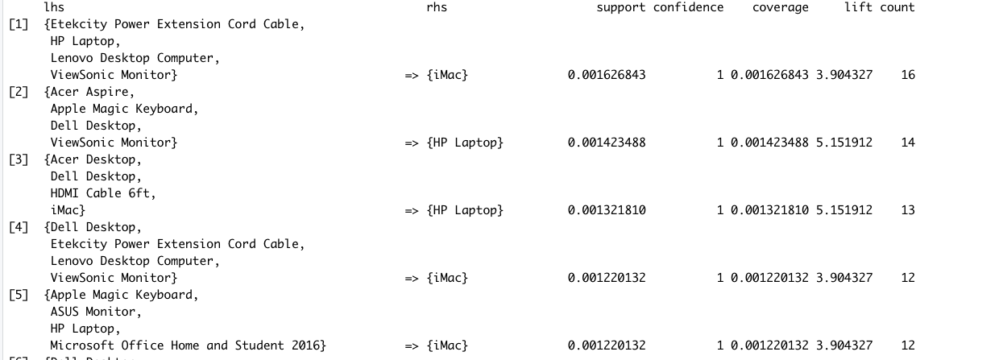 lhs rhs support confidence coverage lift count
[1] {Etekcity Power Extension Cord Cable,
HP Laptop,
Lenovo Desktop Computer,
ViewSonic Monitor} => {iMac} 0.001626843 1 0.001626843 3.904327 16
[2] {Acer Aspire,
Apple Magic Keyboard,
Dell Desktop,
ViewSonic Monitor} => {HP Laptop} 0.001423488 1 0.001423488 5.151912 14
[3] {Acer Desktop,
Dell Desktop,
HDMI Cable 6ft,
iMac} => {HP Laptop} 0.001321810 1 0.001321810 5.151912 13
[4] {Dell Desktop,
Etekcity Power Extension Cord Cable,
Lenovo Desktop Computer,
ViewSonic Monitor} => {iMac} 0.001220132 1 0.001220132 3.904327 12
[5] {Apple Magic Keyboard,
ASUS Monitor,
HP Laptop,
Microsoft Office Home and Student 2016} => {iMac} 0.001220132 1 0.001220132 3.904327 12